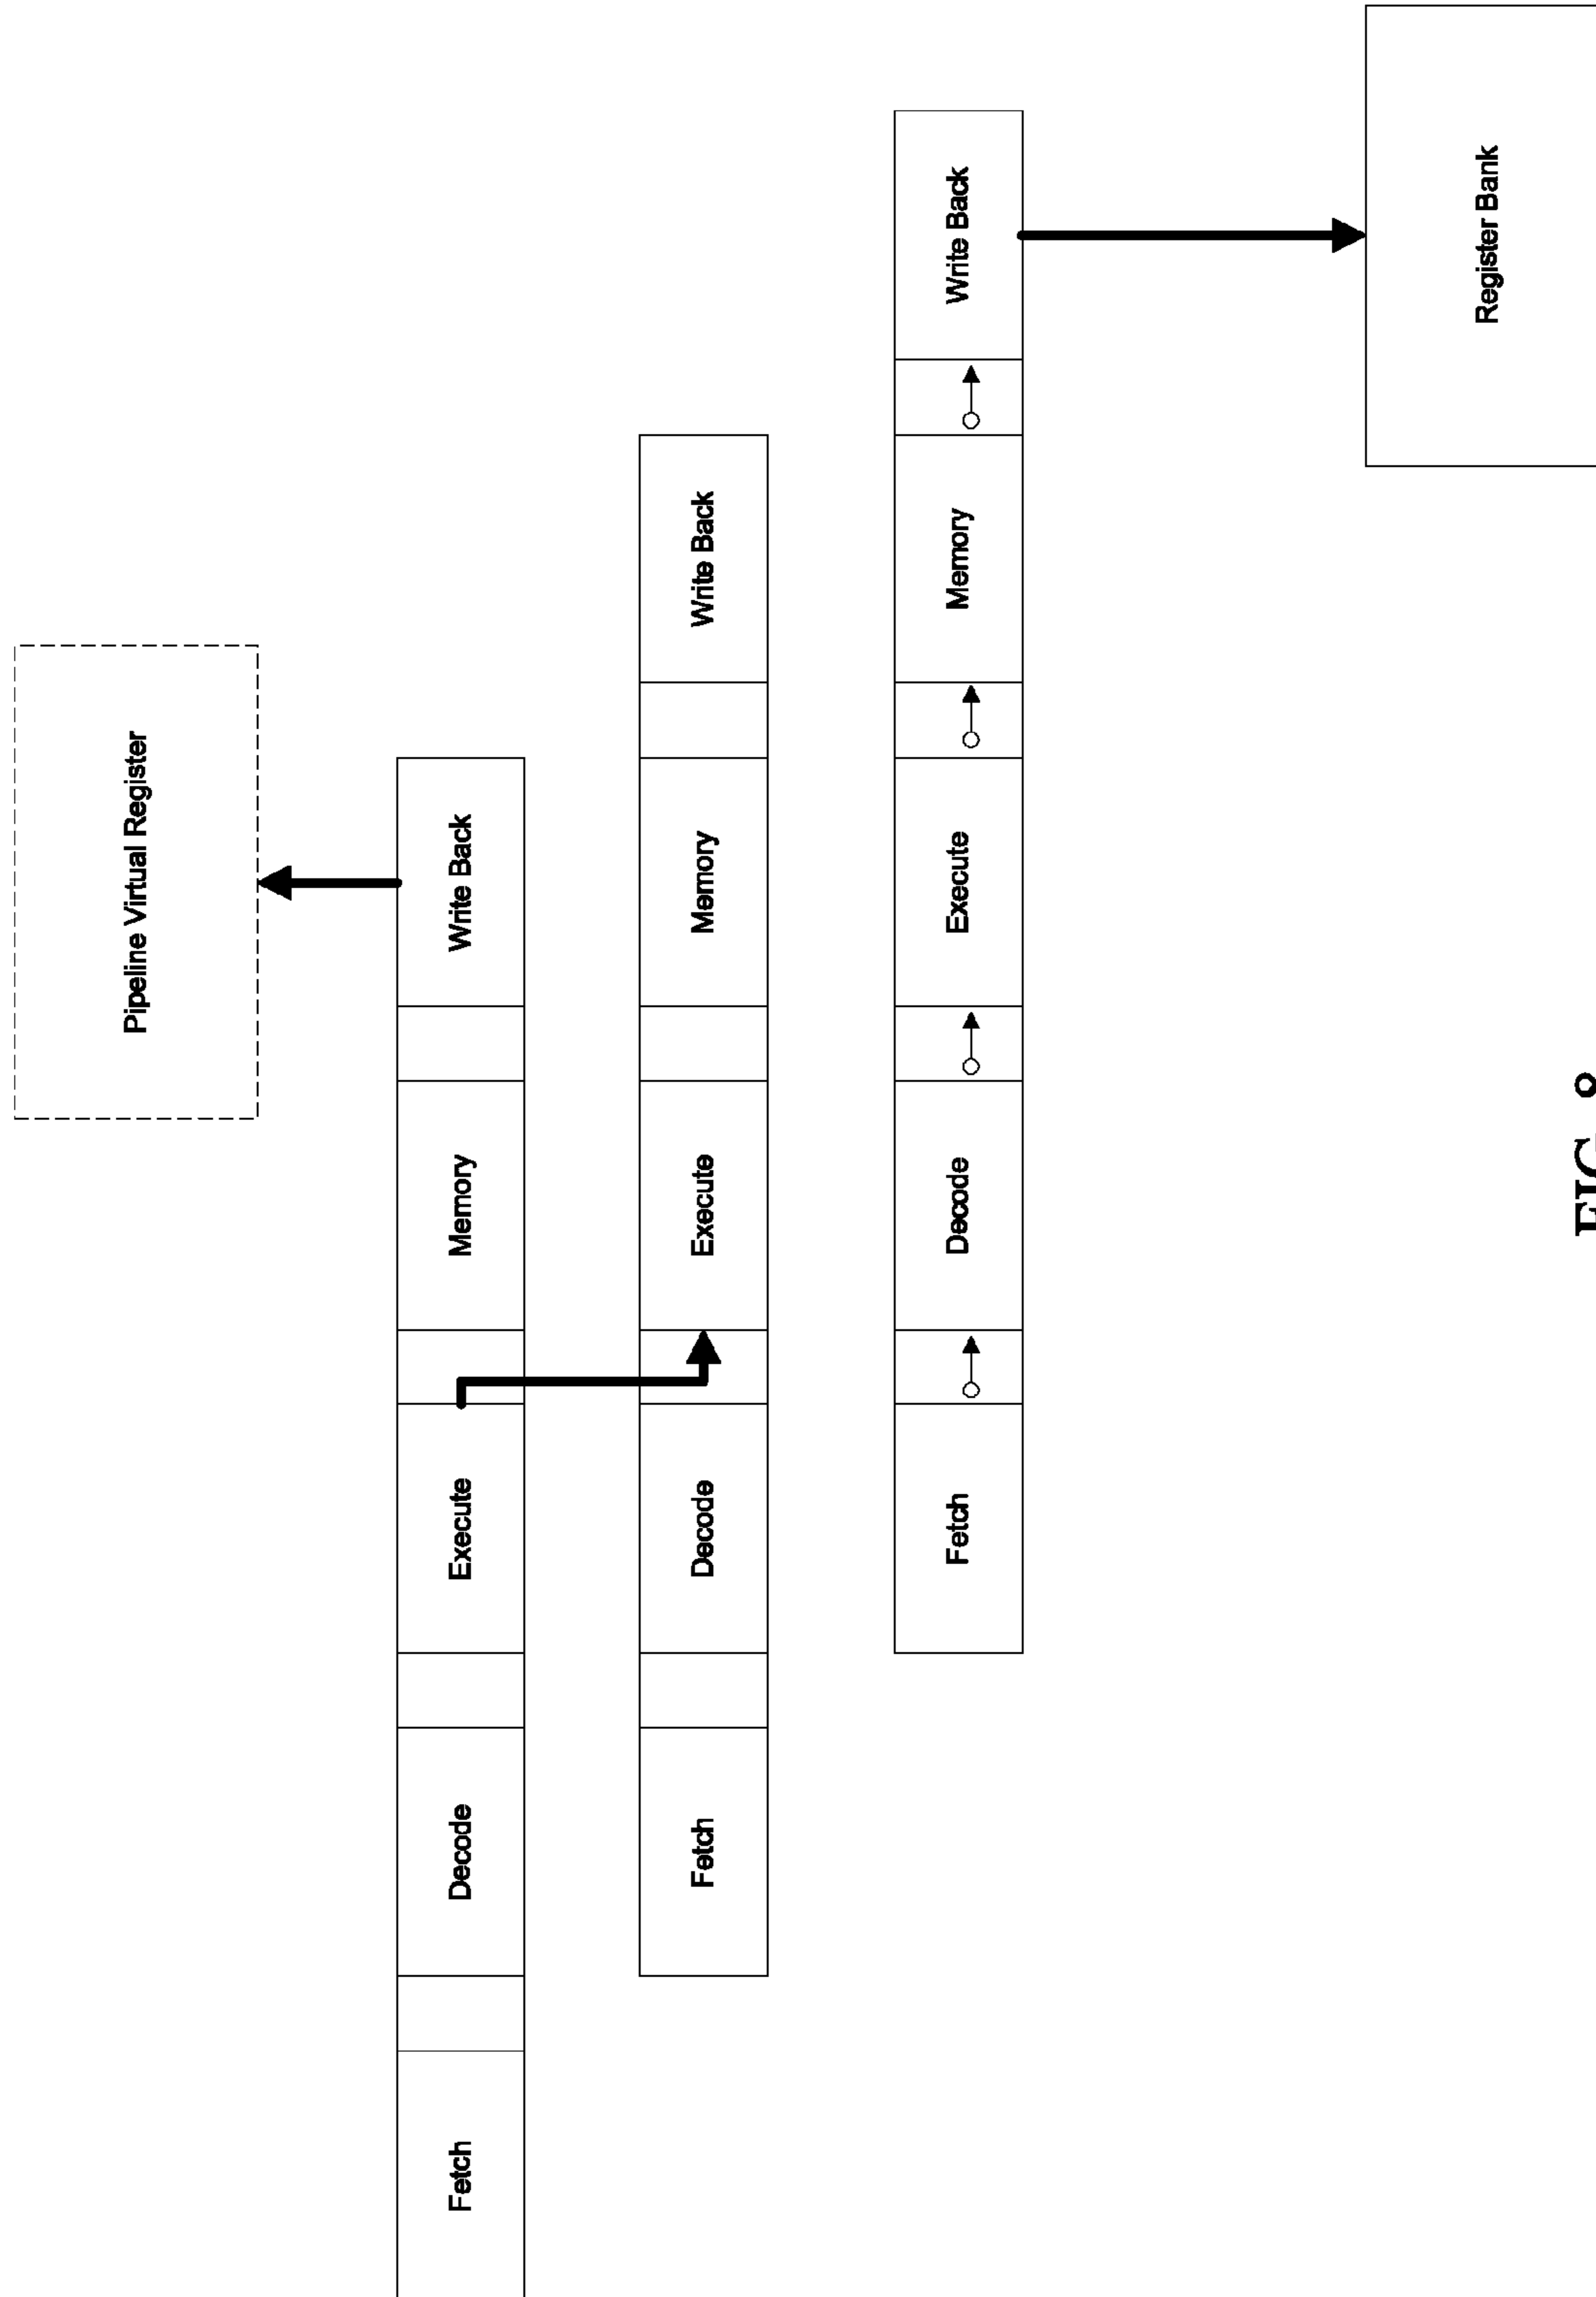 Pipeline Virtual Register
Fetch
Decode
Execute
Memory
Write Back
Fetch
Decode
Execute
Memory
Write Back
Fetch
Decode
Execute
Memory
Write Back
Register Bank
FIG